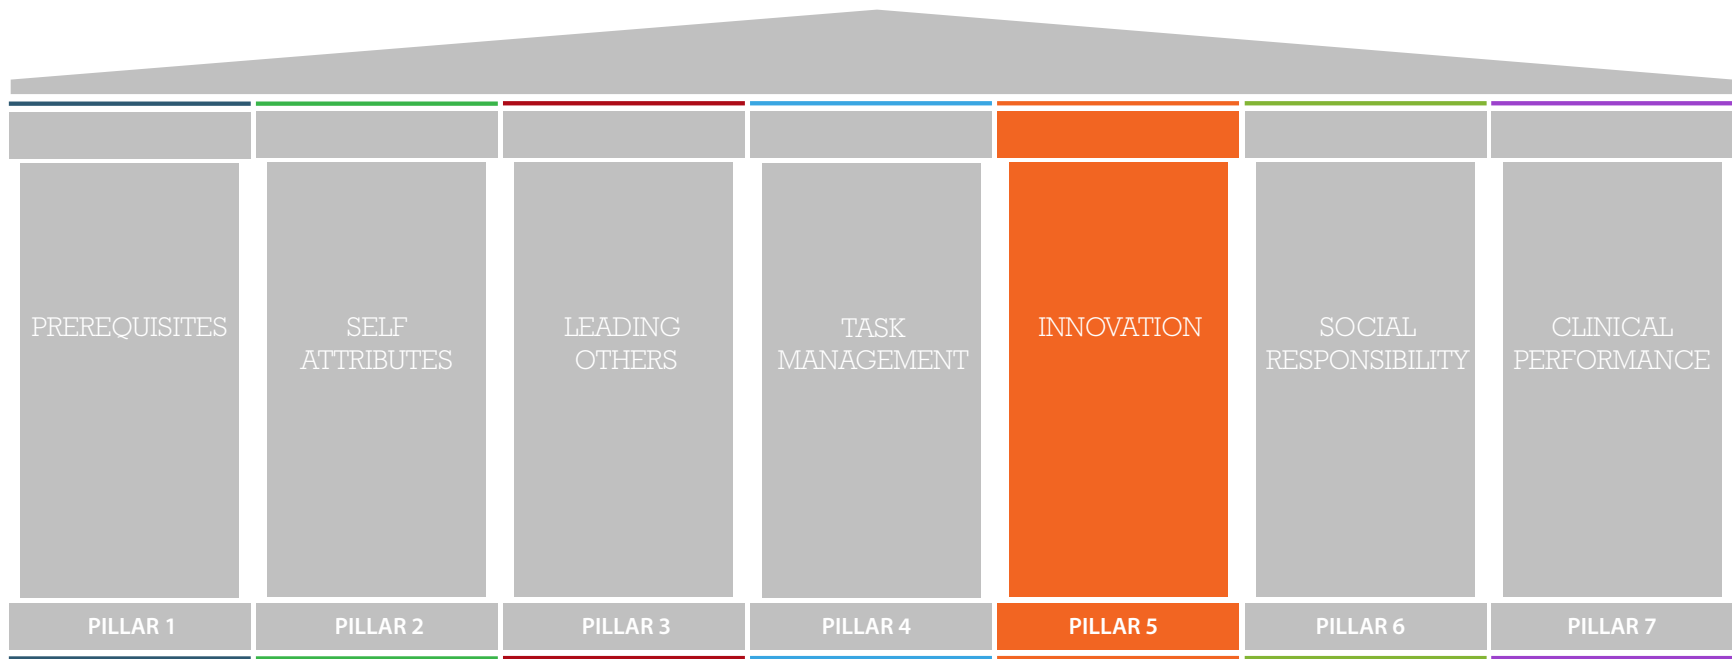 PREREQUISITES
SELF
ATTRIBUTES
LEADING
OTHERS
TASK
MANAGEMENT
INNOVATION
SOCIAL
RESPONSIBILITY
CLINICAL
PERFORMANCE
PILLAR 1
PILLAR 2
PILLAR 3
PILLAR 4
PILLAR 5
PILLAR 6
PILLAR 7